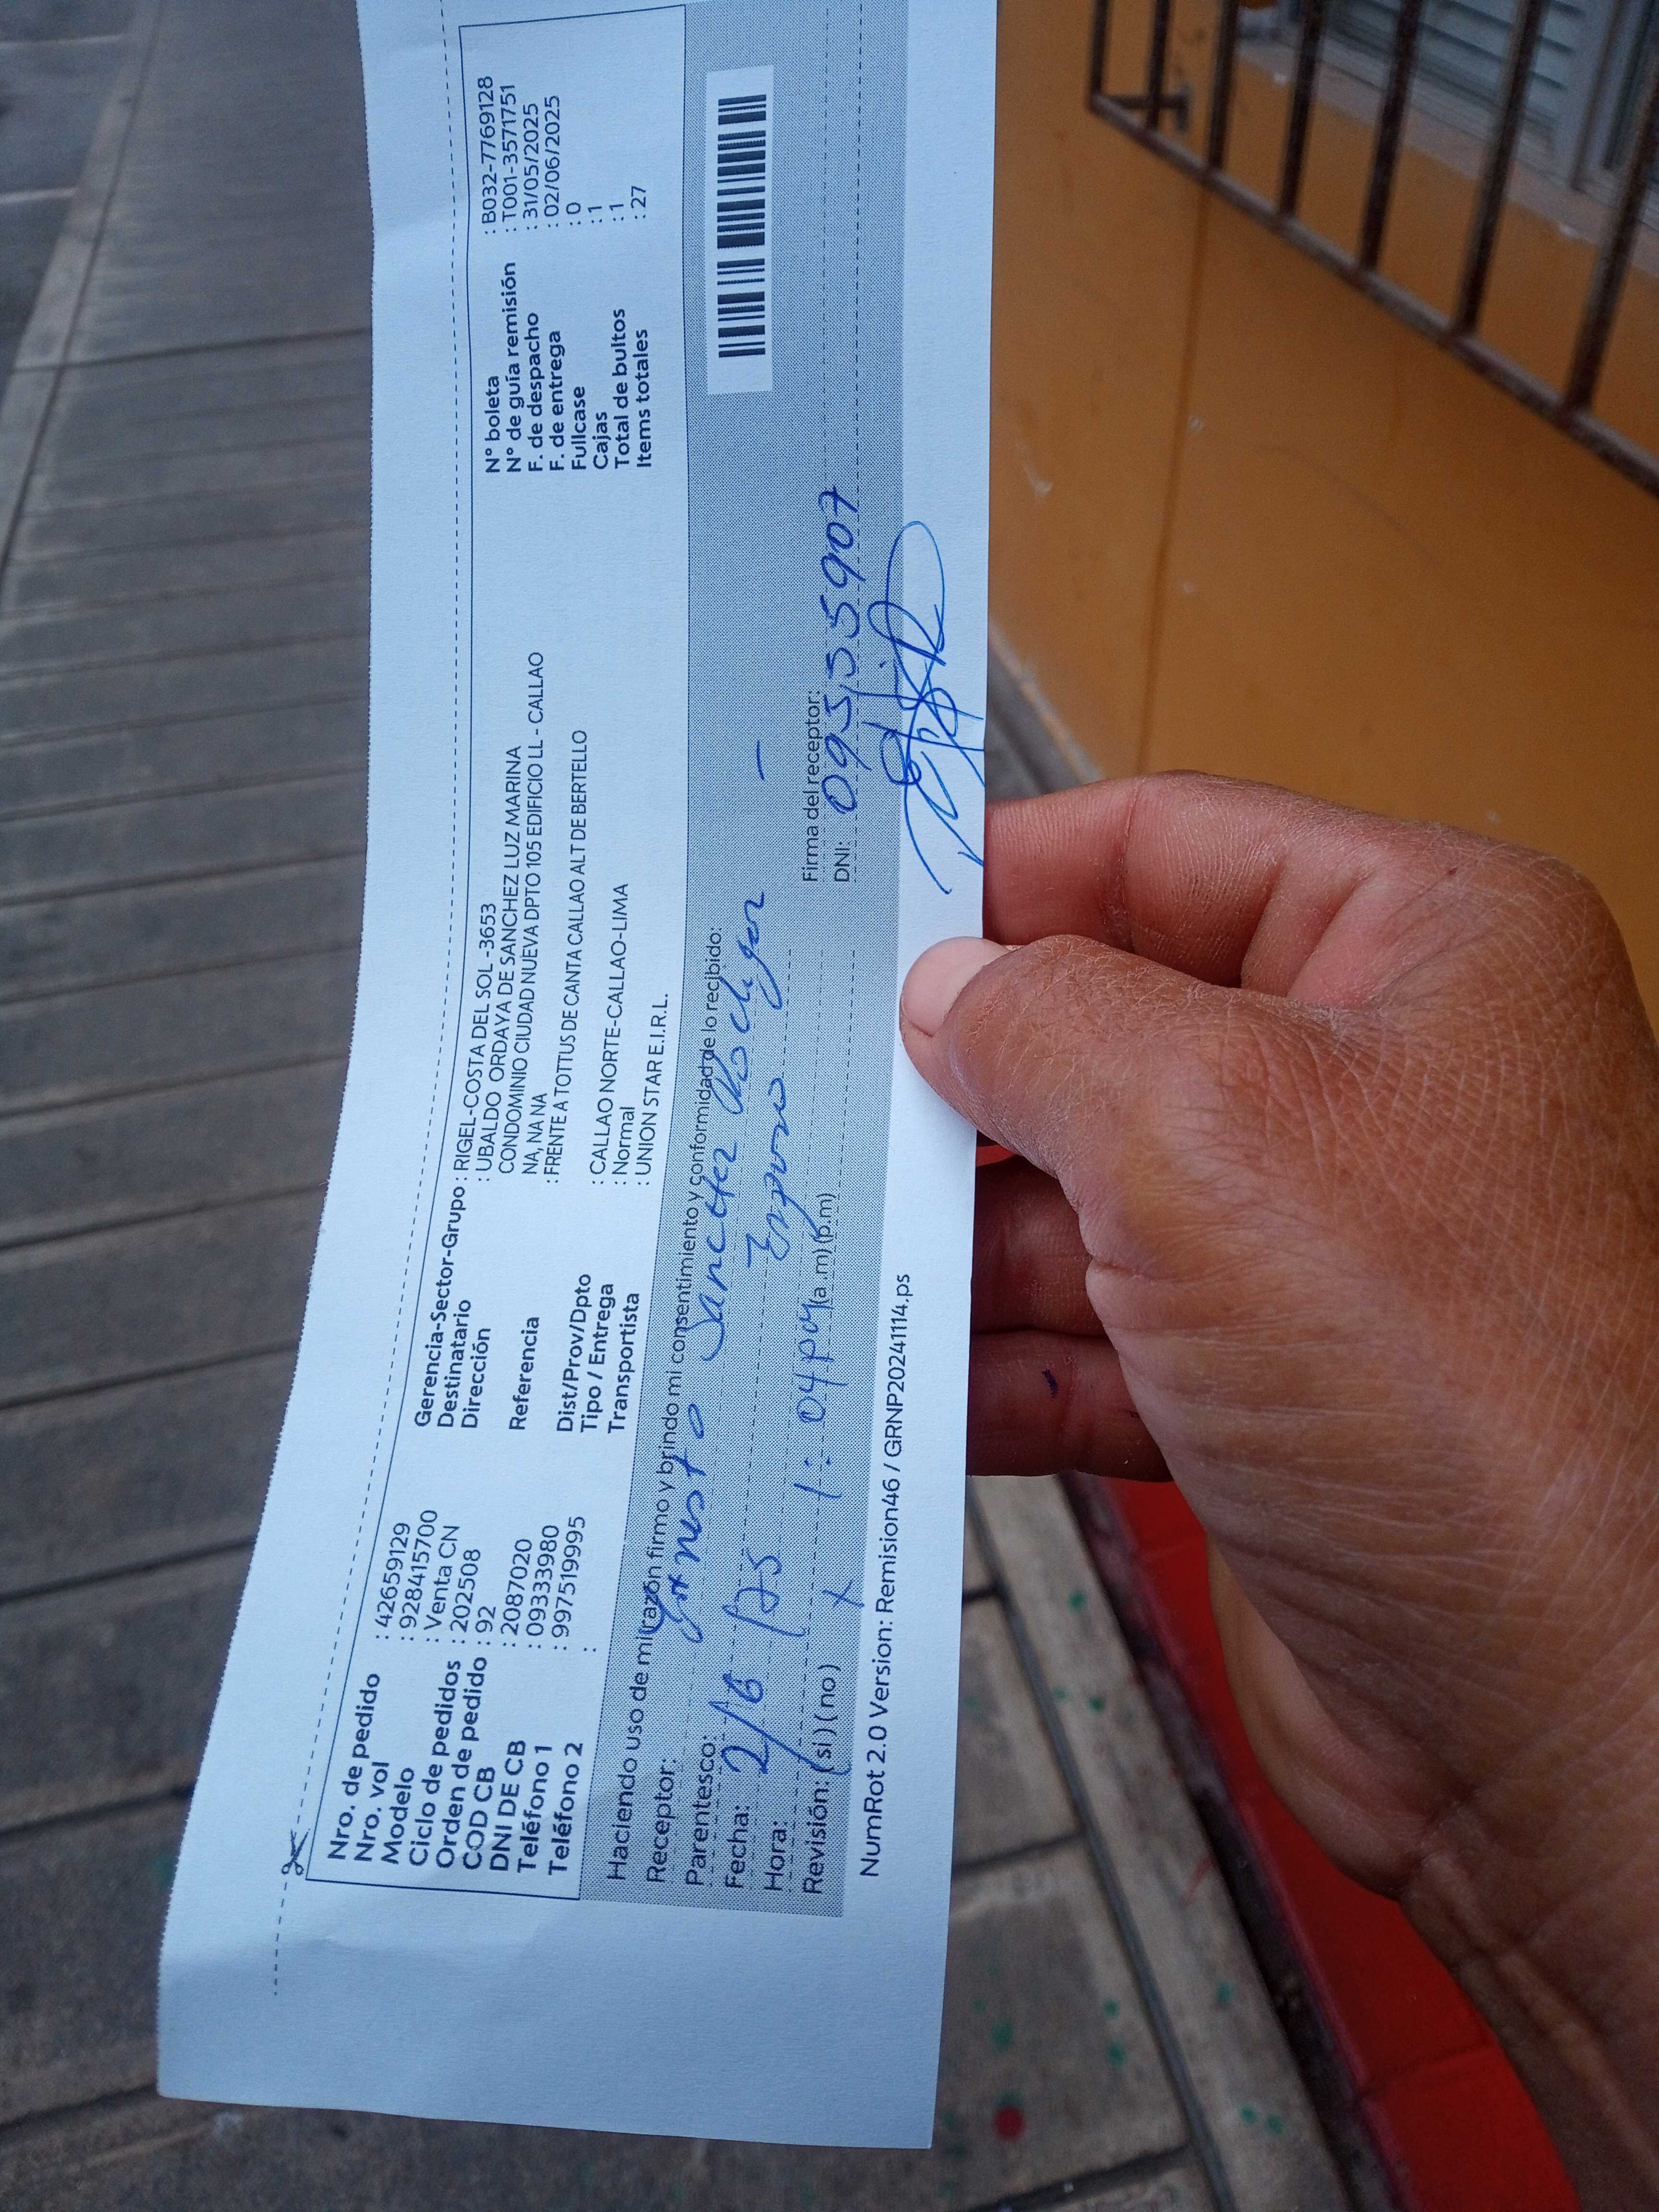 Nro. de pedido : 42659129
Nro. vol : 928415700
Modelo : Venta CN
Ciclo de pedidos : 202508
Orden de pedido : 92
COD CB : 2087020
DNI DE CB : 09333980
Teléfono 1 : 997519995
Teléfono 2 :
Gerencia-Sector-Grupo : RIGEL-COSTA DEL SOL -3653
Destinatario : UBALDO ORDAYA DE SANCHEZ LUZ MARINA
Dirección CONDOMINIO CIUDAD NUEVA DPTO 105 EDIFICIO LL - CALLAO
NA, NA NA
Referencia : FRENTE A TOTTUS DE CANTA CALLAO ALT DE BERTELLO
Dist/Prov/Dpto : CALLAO NORTE-CALLAO-LIMA
Tipo / Entrega : Normal
Transportista : UNION STAR E.I.R.L.
N° boleta : B032-7769128
N° de guía remisión : T001-3571751
F. de despacho : 31/05/2025
F. de entrega : 02/06/2025
Fullcase : 0
Cajas : 1
Total de bultos : 1
Items totales : 27
Haciendo uso de mi razón firmo y brindo mi consentimiento y conformidad de lo recibido:
Receptor: Ernesto Sanchez
Parentesco: Esposo
Fecha: 2/6/25
Hora: 1:04 pm (a.m) (p.m)
Revisión: (si) (no) X
Firma del receptor:
DNI: 09555907
NumRot 2.0 Version: Remision46 / GRNP20241114.ps